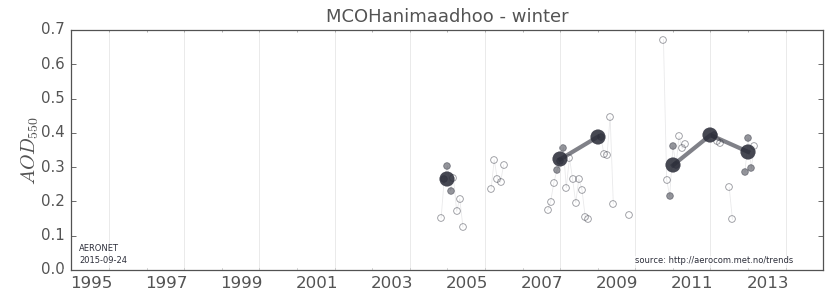 MCOHanimaadhoo - winter
0.7
0.6
0.5
0.4
0.3
0.2
0.1
0.0
AOD550
AERONET
2015-09-24
source: http://aerocom.met.no/trends
1995 1997 1999 2001 2003 2005 2007 2009 2011 2013